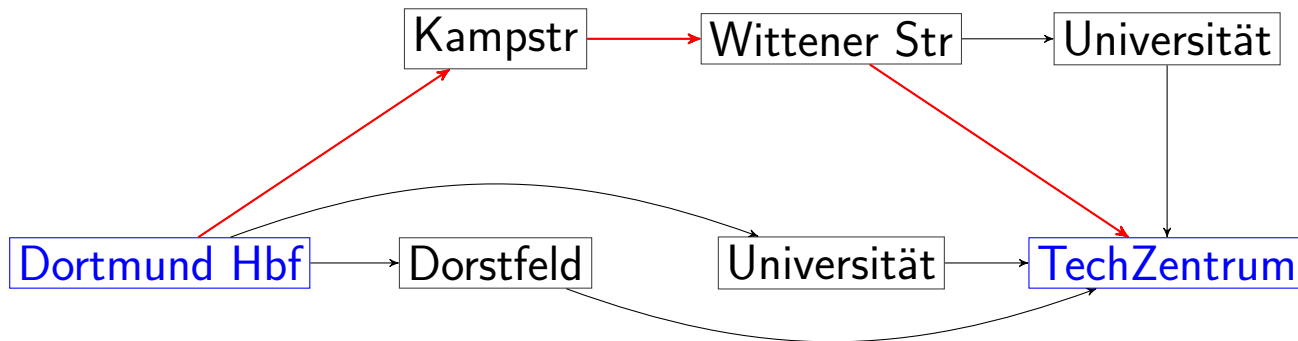 Kampstr
Wittener Str
Universität
Dortmund Hbf
Dorstfeld
Universität
TechZentrum